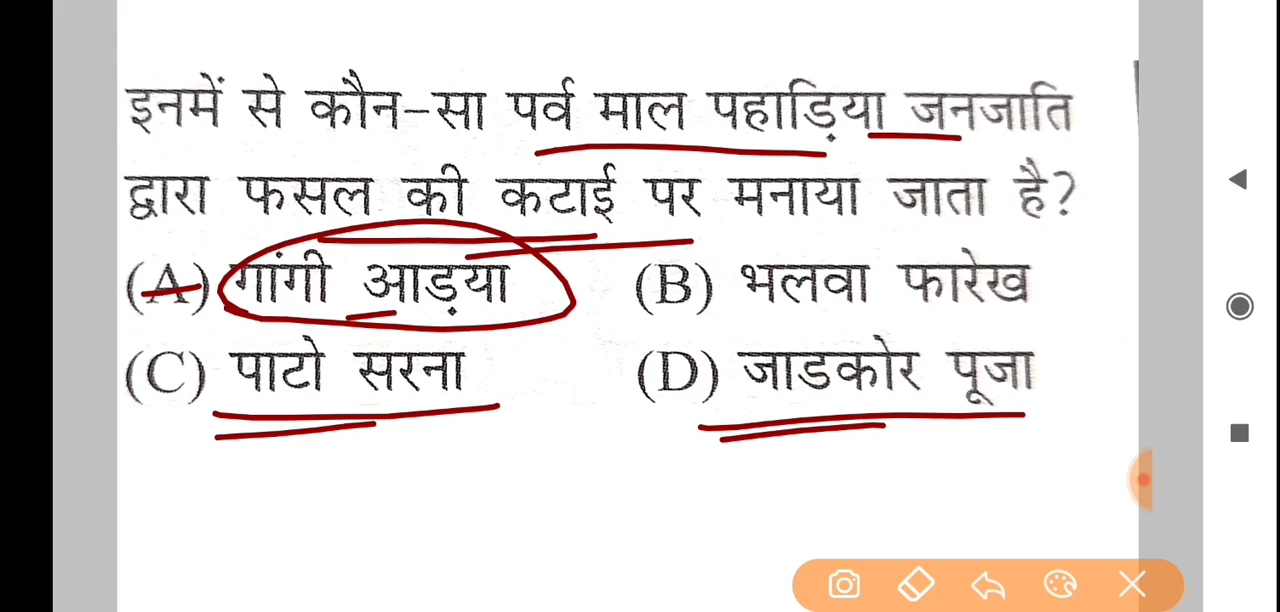 इनमें से कौन-सा पर्व माल पहाड़िया जनजाति
द्वारा फसल की कटाई पर मनाया जाता है?
(A) गांगी आड़या (B) भलवा फारेख
(C) पाटो सरना (D) जाडकोर पूजा